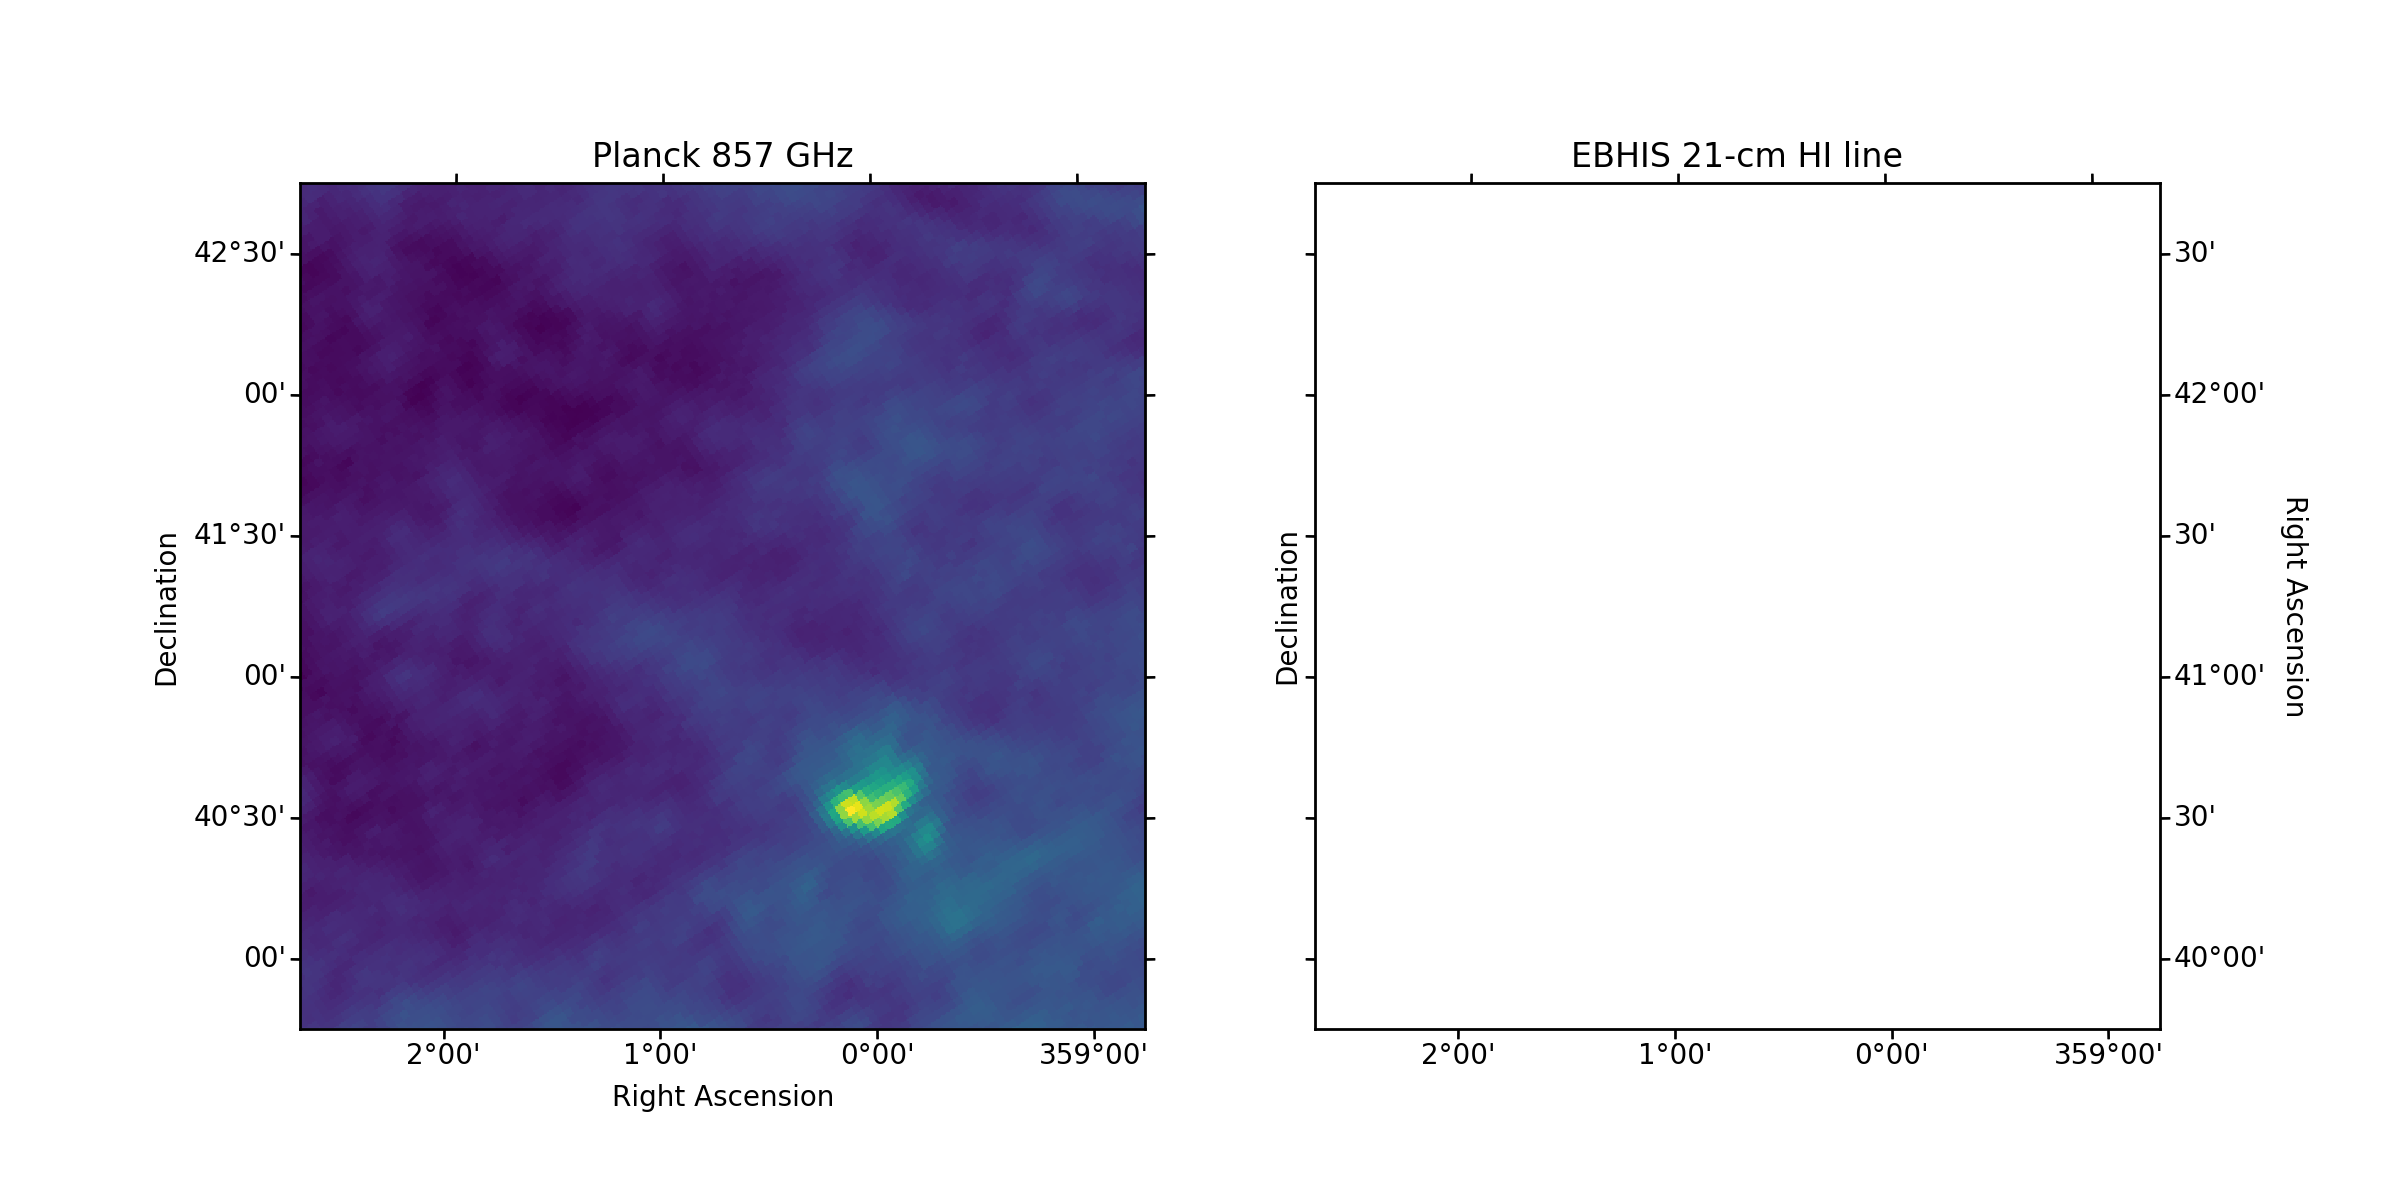 Planck 857 GHz
42°30'
00'
41°30'
00'
40°30'
00'
Declination
2°00' 1°00' 0°00' 359°00'
Right Ascension
EBHIS 21-cm HI line
Declination
30'
42°00'
30'
41°00'
30'
40°00'
Right Ascension
2°00' 1°00' 0°00' 359°00'